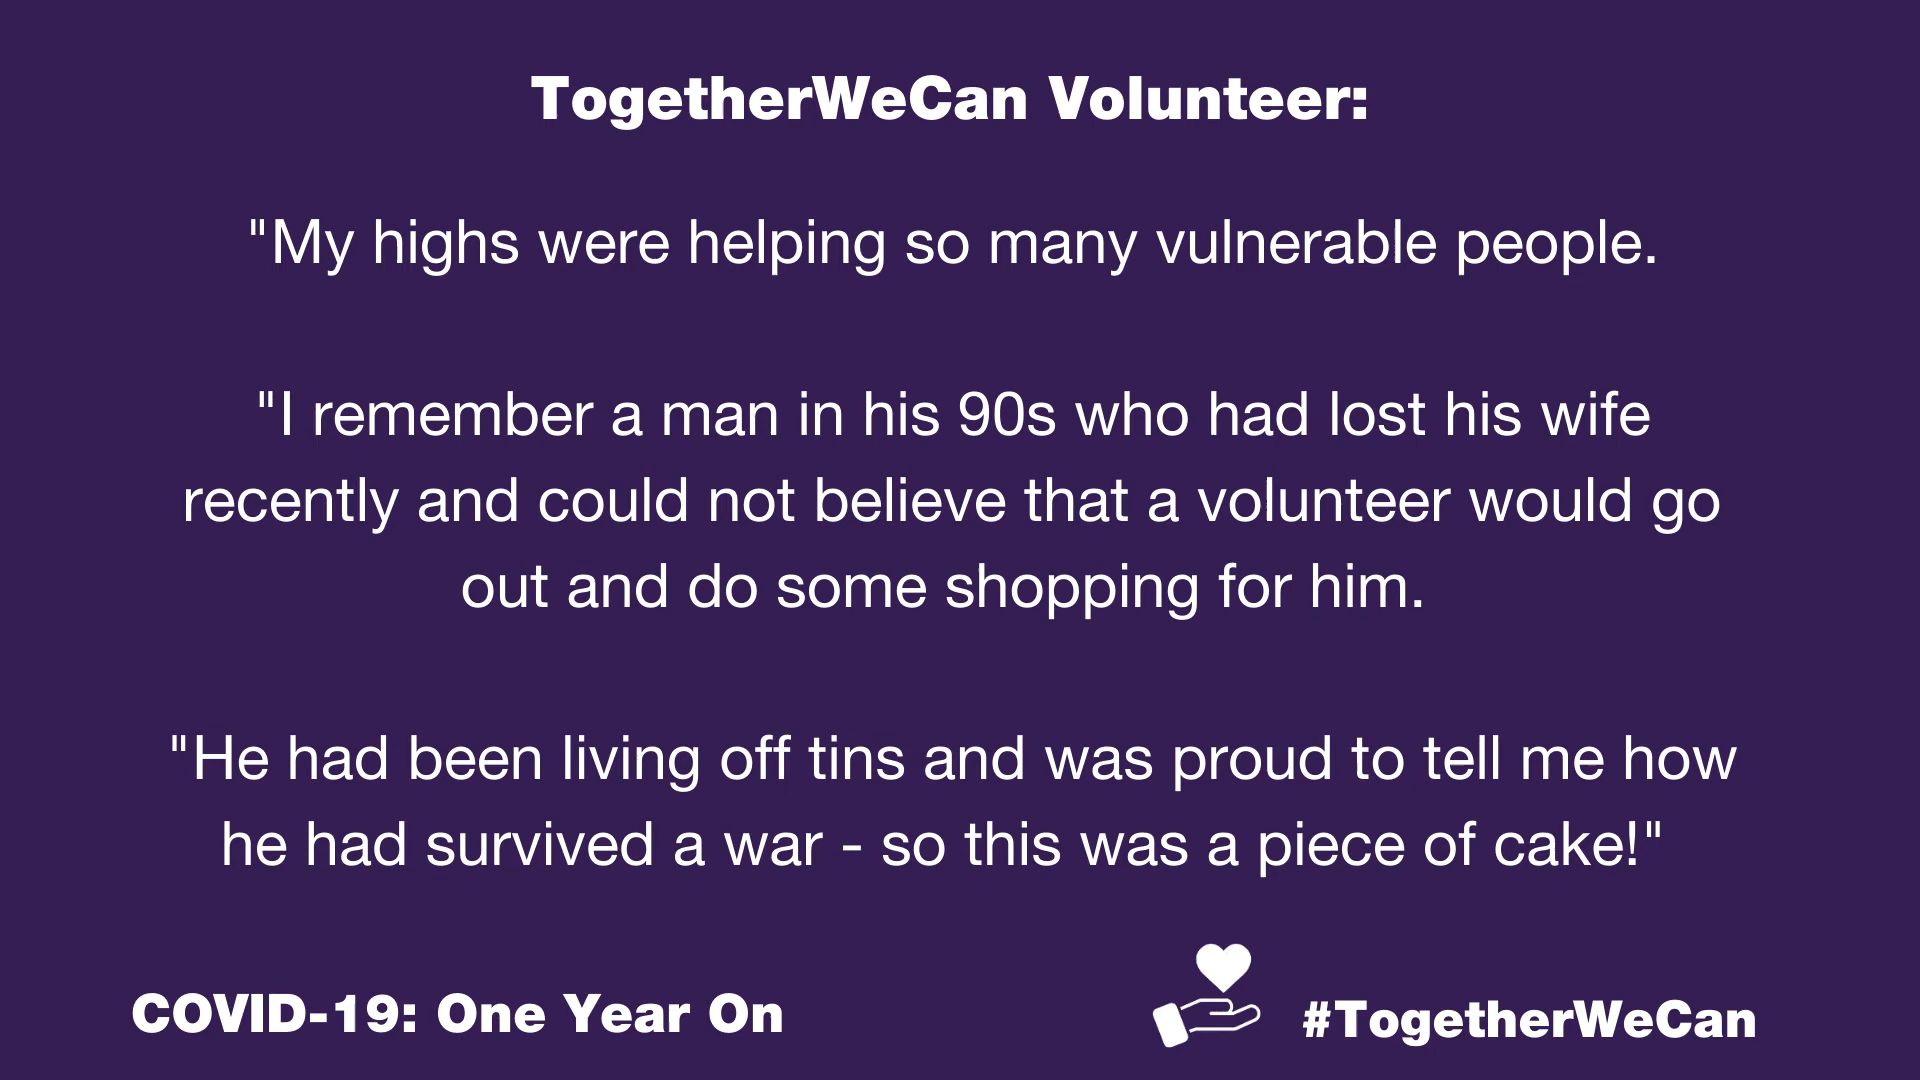 TogetherWeCan Volunteer:
"My highs were helping so many vulnerable people.
"I remember a man in his 90s who had lost his wife
recently and could not believe that a volunteer would go
out and do some shopping for him.
"He had been living off tins and was proud to tell me how
he had survived a war - so this was a piece of cake!"
COVID-19: One Year On
#TogetherWeCan